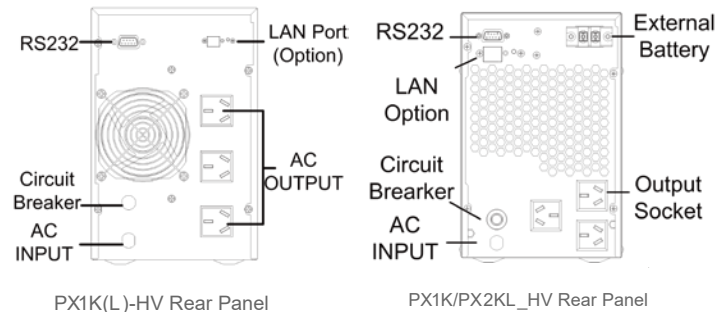 RS232
LAN Port
(Option)
Circuit
Breaker
AC
INPUT
AC
OUTPUT
PX1K(L)-HV Rear Panel
RS232
LAN
Option
External
Battery
Circuit
Brearker
AC
INPUT
Output
Socket
PX1K/PX2KL_HV Rear Panel